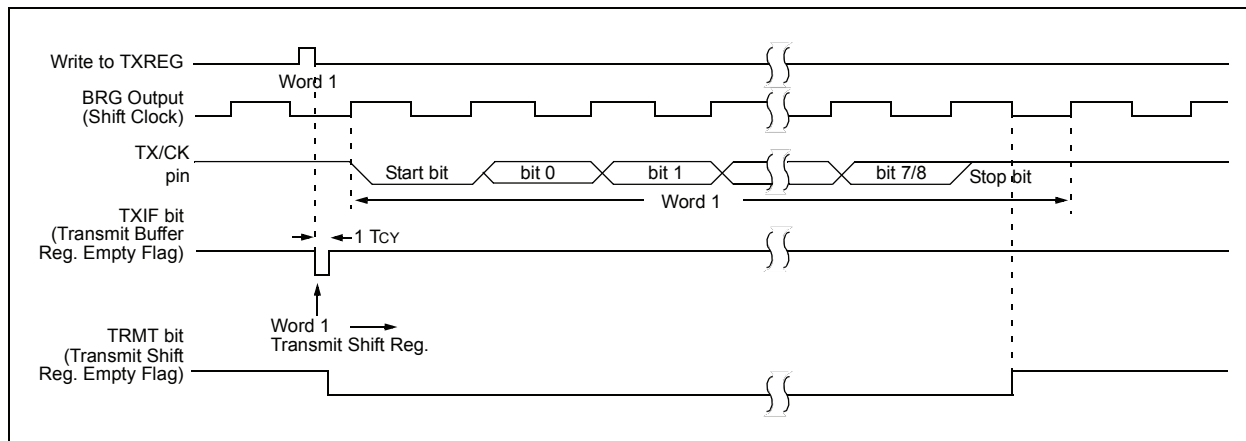 Write to TXREG
Word 1
BRG Output
(Shift Clock)
TX/CK
pin
Start bit
bit 0
bit 1
bit 7/8
Stop bit
Word 1
TXIF bit
(Transmit Buffer
Reg. Empty Flag)
1 TCY
Word 1
Transmit Shift Reg.
TRMT bit
(Transmit Shift
Reg. Empty Flag)